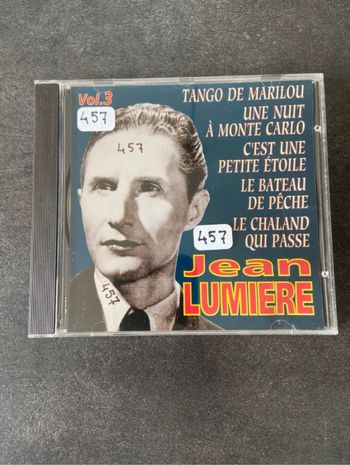 Vol.3
457
457
TANGO DE MARILOU
UNE NUIT
À MONTE CARLO
C'EST UNE
PETITE ÉTOILE
LE BATEAU
DE PÊCHE
LE CHALAND
QUI PASSE
457
457
Jean
LUMIERE